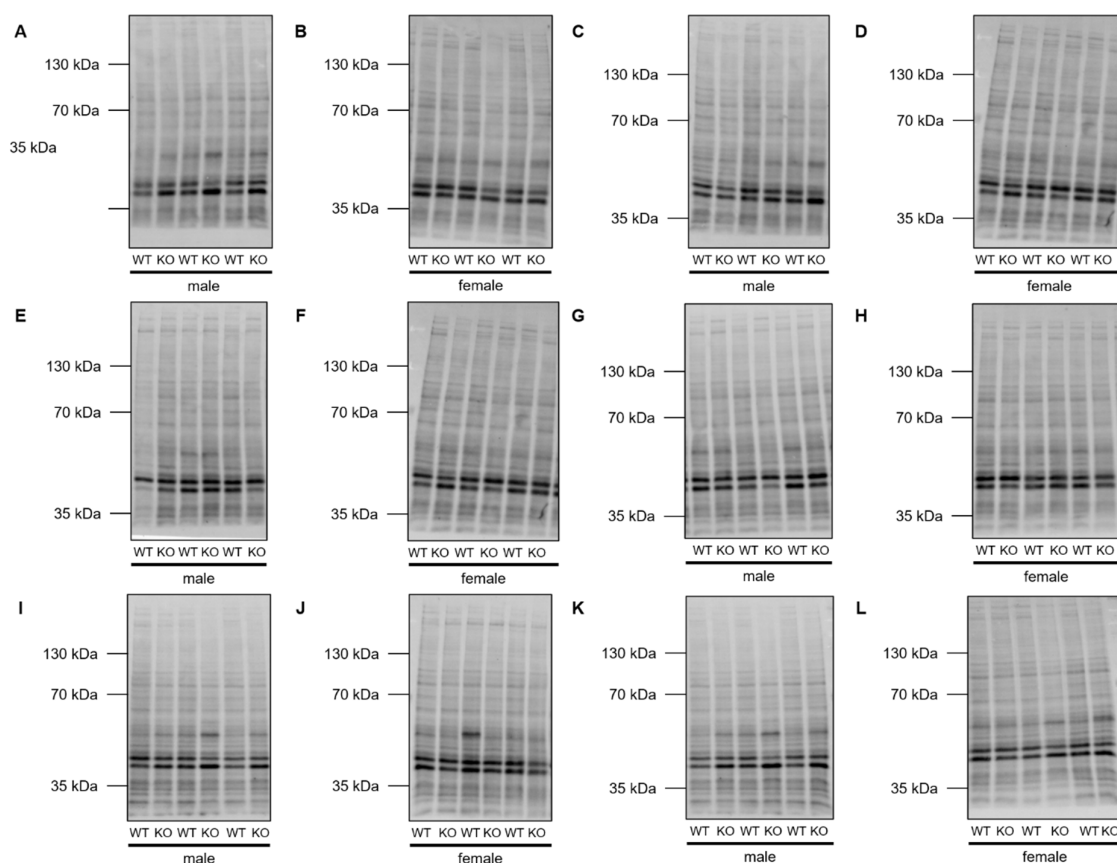 A
130 kDa
70 kDa
35 kDa
WT KO WT KO WT KO
male
B
130 kDa
70 kDa
35 kDa
WT KO WT KO WT KO
female
C
130 kDa
70 kDa
35 kDa
WT KO WT KO WT KO
male
D
130 kDa
70 kDa
35 kDa
WT KO WT KO WT KO
female
E
130 kDa
70 kDa
35 kDa
WT KO WT KO WT KO
male
F
130 kDa
70 kDa
35 kDa
WT KO WT KO WT KO
female
G
130 kDa
70 kDa
35 kDa
WT KO WT KO WT KO
male
H
130 kDa
70 kDa
35 kDa
WT KO WT KO WT KO
female
I
130 kDa
70 kDa
35 kDa
WT KO WT KO WT KO
male
J
130 kDa
70 kDa
35 kDa
WT KO WT KO WT KO
female
K
130 kDa
70 kDa
35 kDa
WT KO WT KO WT KO
male
L
130 kDa
70 kDa
35 kDa
WT KO WT KO WT KO
female